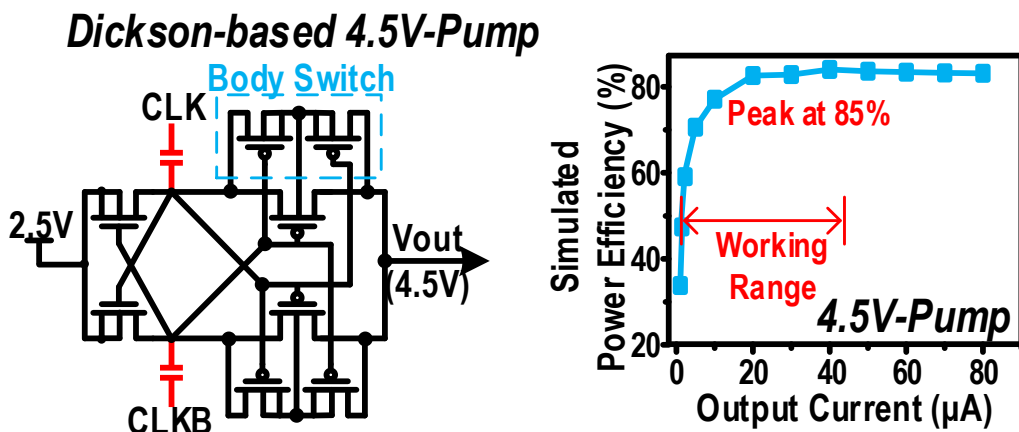 Dickson-based 4.5V-Pump
Body Switch
CLK
2.5V
Vout
(4.5V)
CLKB
Simulated
Power Efficiency (%)
80
60
40
20
Peak at 85%
Working
Range
4.5V-Pump
0 20 40 60 80
Output Current (µA)